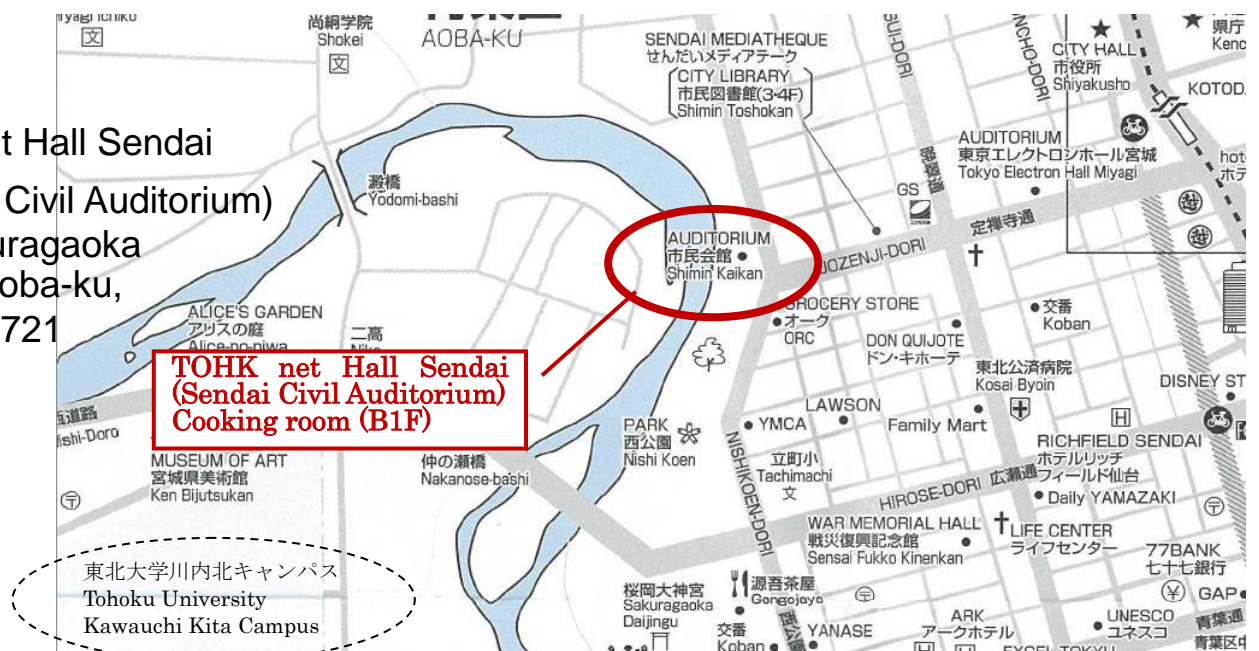 文
尚絅学院
Shokei
文
AOBA-KU
SENDAI MEDIATHEQUE
せんだいメディアテーク
CITY LIBRARY
市民図書館(3・4F)
Shimin Toshokan
CITY HALL
市役所
Shiyakusho
県庁
AUDITORIUM
東京エレクトロンホール宮城
Tokyo Electron Hall Miyagi
t Hall Sendai
Civil Auditorium)
uragaoka
oba-ku,
721
澱橋
Yodomi-bashi
GS
定禅寺通
JOZENJI-DORI
AUDITORIUM
市民会館
Shimin Kaikan
GROCERY STORE
オーク
ORC
交番
Koban
DON QUIJOTE
ドン・キホーテ
東北公済病院
Kosai Byoin
ALICE'S GARDEN
アリスの庭
Alice-no-niwa
二高
TOHK net Hall Sendai
(Sendai Civil Auditorium)
Cooking room (B1F)
DISNEY ST
LAWSON
Family Mart
YMCA
PARK
西公園
Nishi Koen
H
RICHFIELD SENDAI
ホテルリッチ
フィールド仙台
Daily YAMAZAKI
立町小
Tachimachi
文
NISHIKOEN-DORI
HIROSE-DORI
広瀬通
MUSEUM OF ART
宮城県美術館
Ken Bijutsukan
仲の瀬橋
Nakanose-bashi
WAR MEMORIAL HALL
戦災復興記念館
Sensai Fukko Kinenkan
LIFE CENTER
ライフセンター
77BANK
七十七銀行
GAP
東北大学川内北キャンパス
Tohoku University
Kawauchi Kita Campus
桜岡大神宮
Sakuragaoka
Daijingu
源吾茶屋
Gengojaya
交番
Koban
YANASE
ARK
アークホテル
UNESCO
ユネスコ
青葉通